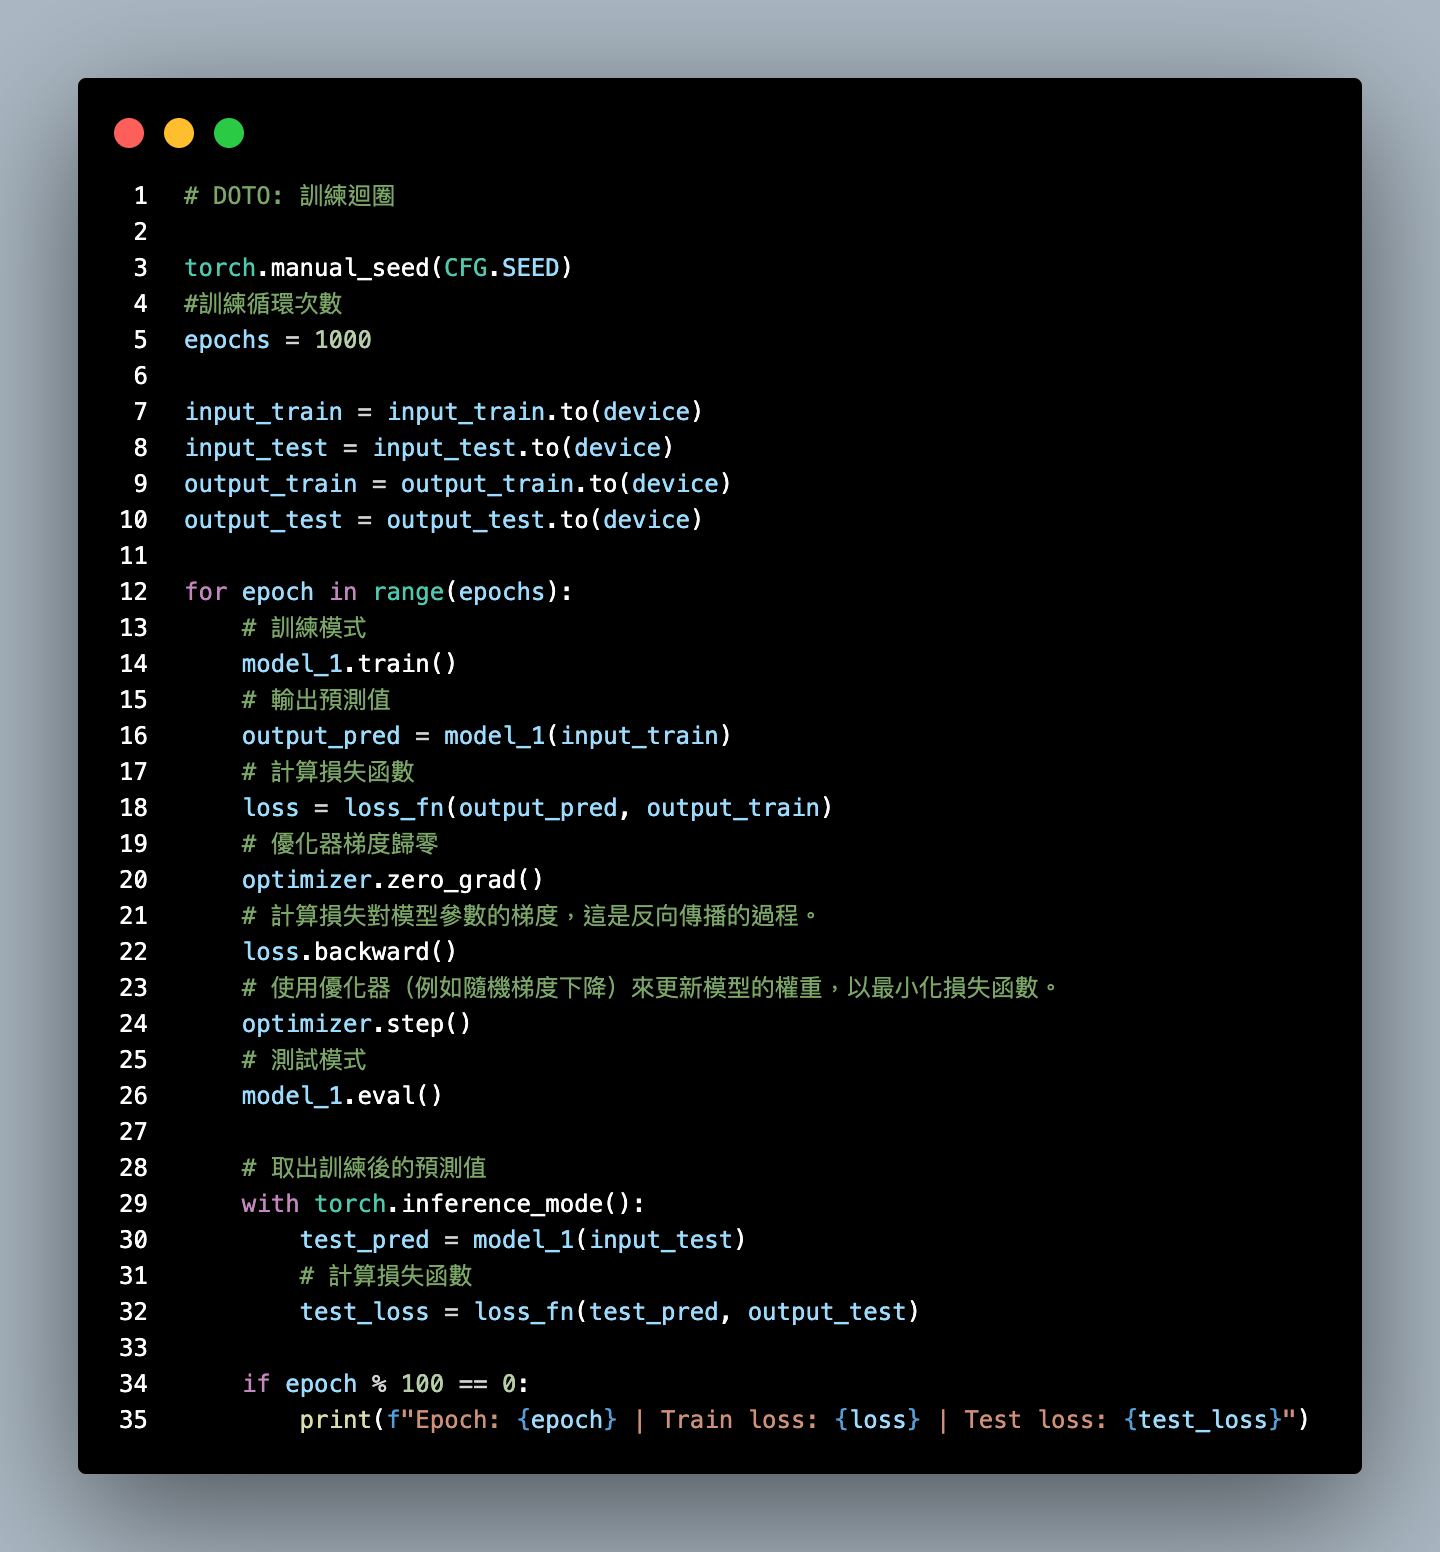 1 # DOTO: 訓練迴圈
2
3 torch.manual_seed(CFG.SEED)
4 #訓練循環次數
5 epochs = 1000
6
7 input_train = input_train.to(device)
8 input_test = input_test.to(device)
9 output_train = output_train.to(device)
10 output_test = output_test.to(device)
11
12 for epoch in range(epochs):
13     # 訓練模式
14     model_1.train()
15     # 輸出預測值
16     output_pred = model_1(input_train)
17     # 計算損失函數
18     loss = loss_fn(output_pred, output_train)
19     # 優化器梯度歸零
20     optimizer.zero_grad()
21     # 計算損失對模型參數的梯度，這是反向傳播的過程。
22     loss.backward()
23     # 使用優化器（例如隨機梯度下降）來更新模型的權重，以最小化損失函數。
24     optimizer.step()
25     # 測試模式
26     model_1.eval()
27
28     # 取出訓練後的預測值
29     with torch.inference_mode():
30         test_pred = model_1(input_test)
31         # 計算損失函數
32         test_loss = loss_fn(test_pred, output_test)
33
34     if epoch % 100 == 0:
35         print(f"Epoch: {epoch} | Train loss: {loss} | Test loss: {test_loss}")